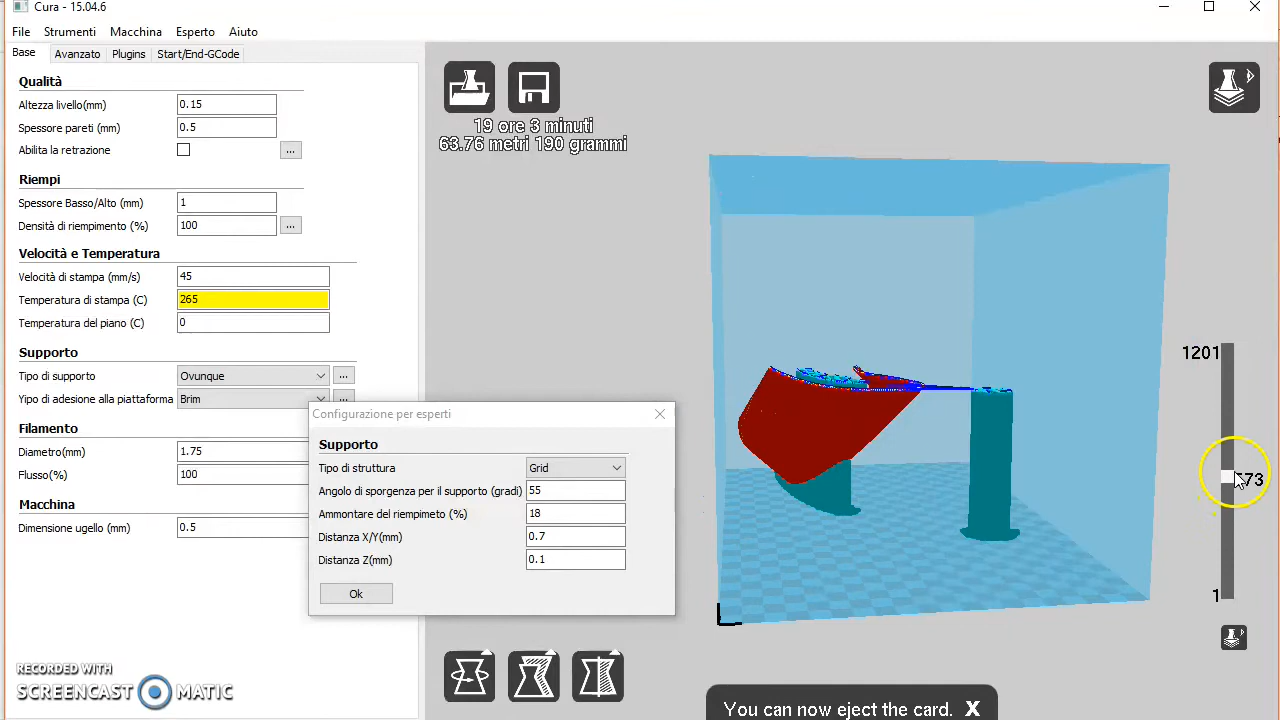 Cura - 15.04.6
File Strumenti Macchina Esperto Aiuto
Base Avanzato Plugins Start/End-GCode
Qualità
Altezza livello(mm) 0.15
Spessore pareti (mm) 0.5
Abilita la retrazione ...
Riempi
Spessore Basso/Alto (mm) 1
Densità di riempimento (%) 100 ...
Velocità e Temperatura
Velocità di stampa (mm/s) 45
Temperatura di stampa (C) 265
Temperatura del piano (C) 0
Supporto
Tipo di supporto Ovunque ...
Yipo di adesione alla piattaforma Brim ...
Filamento
Diametro(mm) 1.75
Flusso(%) 100
Macchina
Dimensione ugello (mm) 0.5
Configurazione per esperti
Supporto
Tipo di struttura Grid
Angolo di sporgenza per il supporto (gradi) 55
Ammontare del riempimeto (%) 18
Distanza X/Y(mm) 0.7
Distanza Z(mm) 0.1
Ok
19 ore 3 minuti
63.76 metri 190 grammi
1201
1
You can now eject the card. X
RECORDED WITH
SCREENCAST MATIC